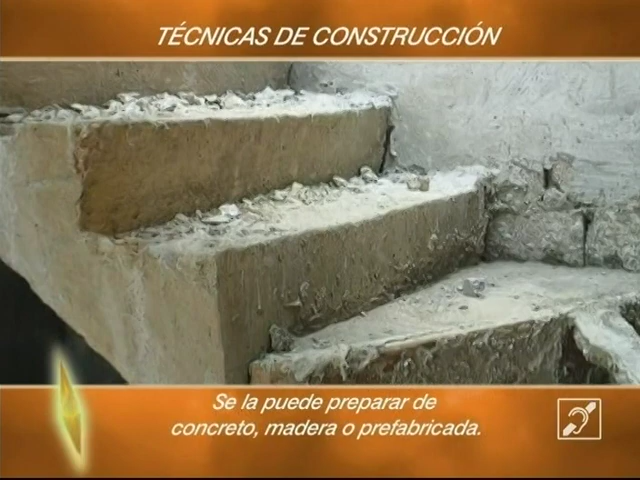 TÉCNICAS DE CONSTRUCCIÓN
Se la puede preparar de
concreto, madera o prefabricada.